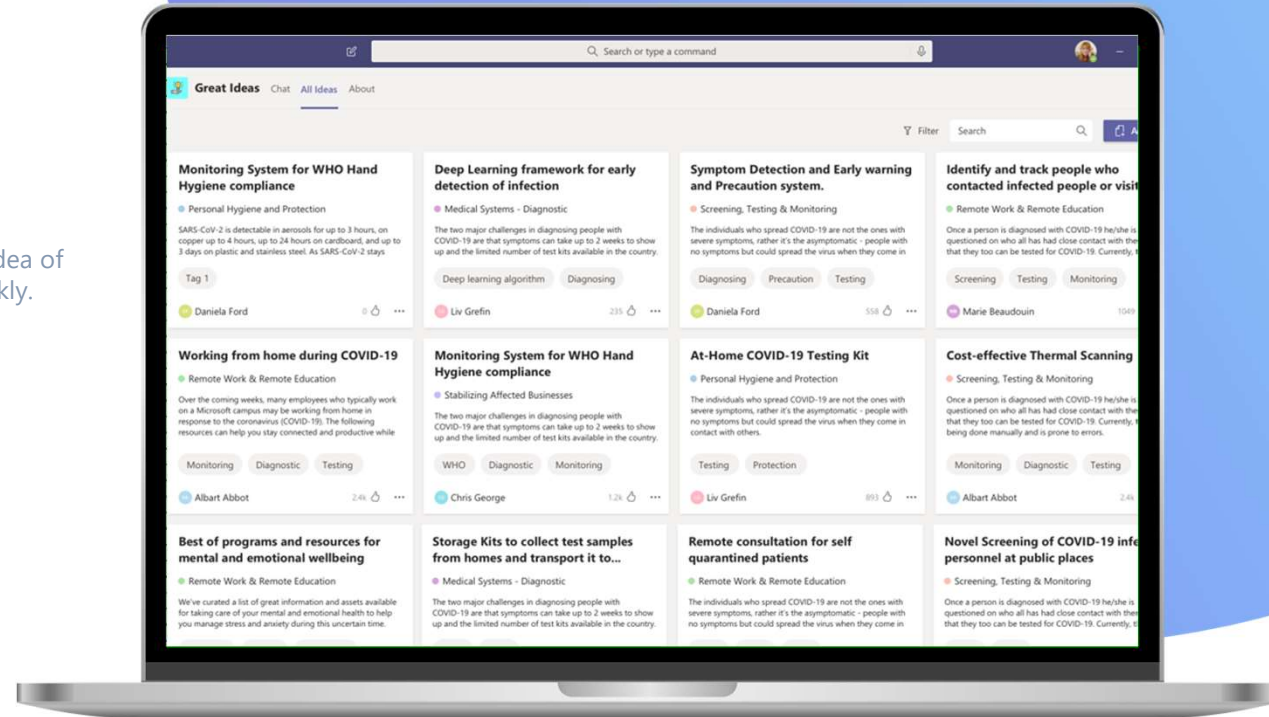 dea of
kly.
Search or type a command
Great Ideas Chat All Ideas About
Filter Search A
Monitoring System for WHO Hand
Hygiene compliance
Personal Hygiene and Protection
SARS-CoV-2 is detectable in aerosols for up to 3 hours, on
copper up to 4 hours, up to 24 hours on cardboard, and up to
3 days on plastic and stainless steel. As SARS-CoV-2 stays
Tag 1
Daniela Ford 0
Deep Learning framework for early
detection of infection
Medical Systems - Diagnostic
The two major challenges in diagnosing people with
COVID-19 are that symptoms can take up to 2 weeks to show
up and the limited number of test kits available in the country.
Deep learning algorithm Diagnosing
Liv Grefin 235
Symptom Detection and Early warning
and Precaution system.
Screening, Testing & Monitoring
The individuals who spread COVID-19 are not the ones with
severe symptoms, rather it's the asymptomatic - people with
no symptoms but could spread the virus when they come in
Diagnosing Precaution Testing
Daniela Ford 558
Identify and track people who
contacted infected people or visit
Remote Work & Remote Education
Once a person is diagnosed with COVID-19 he/she is
questioned on who all has had close contact with the
that they too can be tested for COVID-19. Currently, t
Screening Testing Monitoring
Marie Beaudouin 1049
Working from home during COVID-19
Remote Work & Remote Education
Over the coming weeks, many employees who typically work
on a Microsoft campus may be working from home in
response to the coronavirus (COVID-19). The following
resources can help you stay connected and productive while
Monitoring Diagnostic Testing
Albart Abbot 2.4k
Monitoring System for WHO Hand
Hygiene compliance
Stabilizing Affected Businesses
The two major challenges in diagnosing people with
COVID-19 are that symptoms can take up to 2 weeks to show
up and the limited number of test kits available in the country.
WHO Diagnostic Monitoring
Chris George 1.2k
At-Home COVID-19 Testing Kit
Personal Hygiene and Protection
The individuals who spread COVID-19 are not the ones with
severe symptoms, rather it's the asymptomatic - people with
no symptoms but could spread the virus when they come in
contact with others.
Testing Protection
Liv Grefin 893
Cost-effective Thermal Scanning
Screening, Testing & Monitoring
Once a person is diagnosed with COVID-19 he/she is
questioned on who all has had close contact with the
that they too can be tested for COVID-19. Currently, t
being done manually and is prone to errors.
Monitoring Diagnostic Testing
Albart Abbot 2.4k
Best of programs and resources for
mental and emotional wellbeing
Remote Work & Remote Education
We've curated a list of great information and assets available
for taking care of your mental and emotional health to help
you manage stress and anxiety during this uncertain time.
Storage Kits to collect test samples
from homes and transport it to...
Medical Systems - Diagnostic
The two major challenges in diagnosing people with
COVID-19 are that symptoms can take up to 2 weeks to show
up and the limited number of test kits available in the country.
Remote consultation for self
quarantined patients
Remote Work & Remote Education
The individuals who spread COVID-19 are not the ones with
severe symptoms, rather it's the asymptomatic - people with
no symptoms but could spread the virus when they come in
Novel Screening of COVID-19 infe
personnel at public places
Screening, Testing & Monitoring
Once a person is diagnosed with COVID-19 he/she is
questioned on who all has had close contact with ther
that they too can be tested for COVID-19. Currently, t